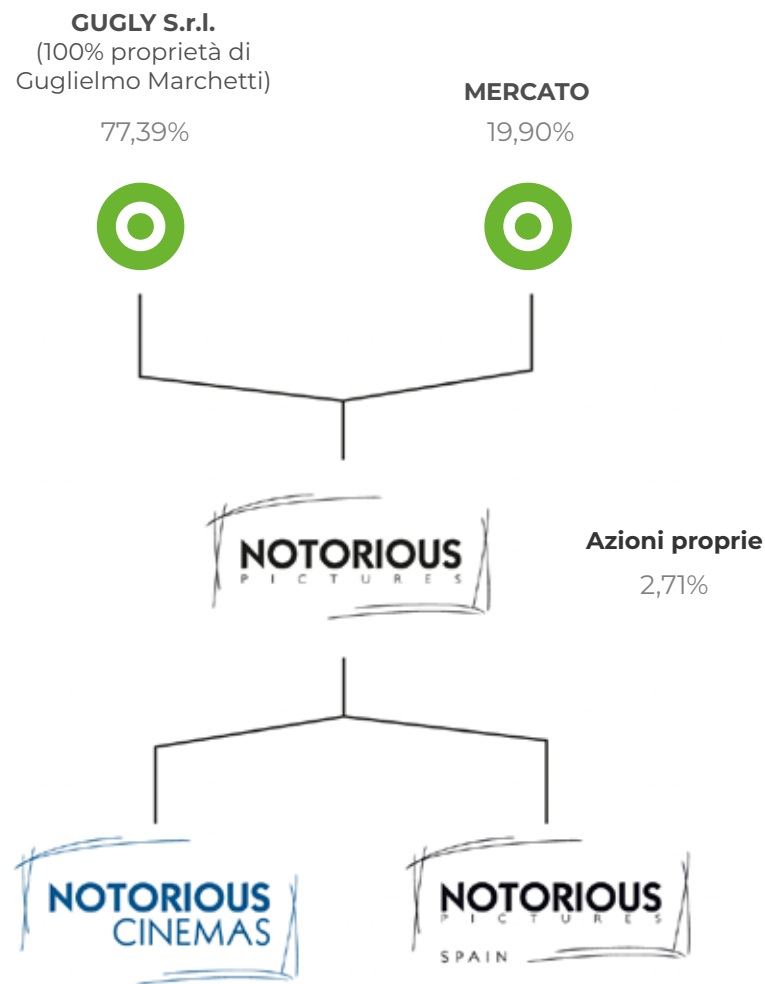 GUGLY S.r.l.
(100% proprietà di
Guglielmo Marchetti)
77,39%
MERCATO
19,90%
NOTORIOUS
PICTURES
Azioni proprie
2,71%
NOTORIOUS
CINEMAS
NOTORIOUS
PICTURES
SPAIN